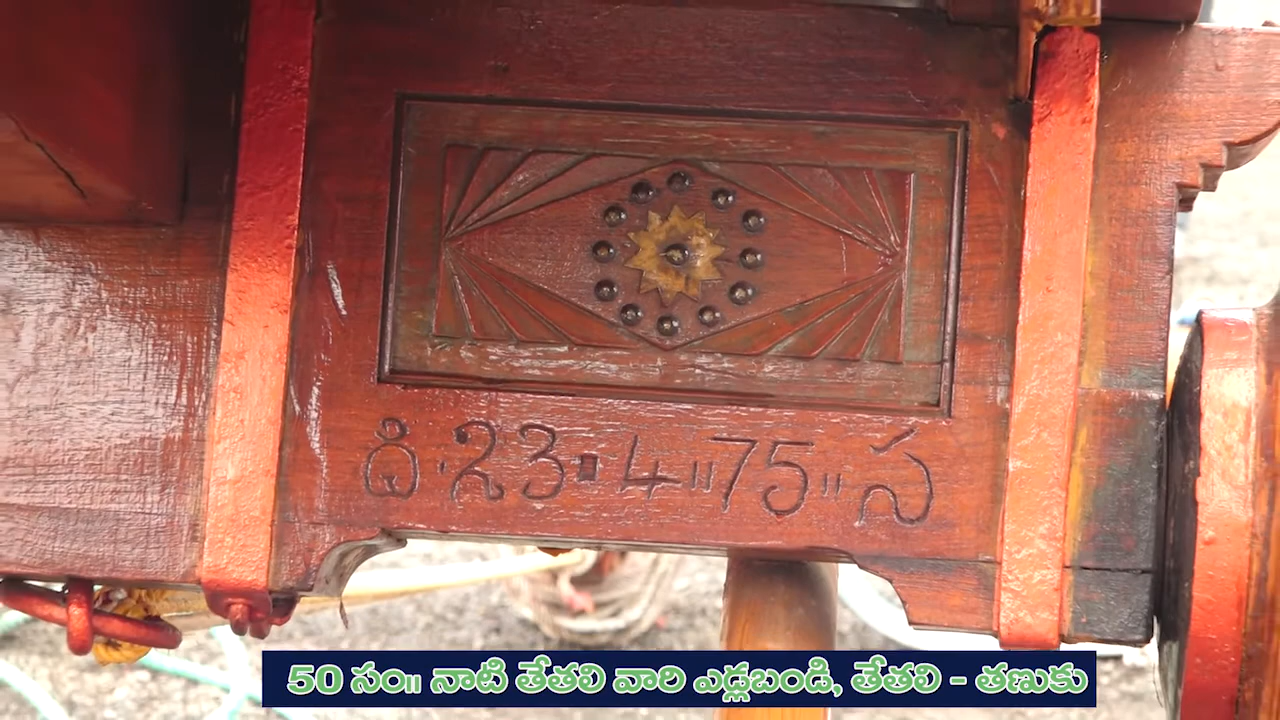 ది.23.4"75"స
50 సం॥ నాటి తేతలి వారి ఎడ్లబండి, తేతలి - తణుకు